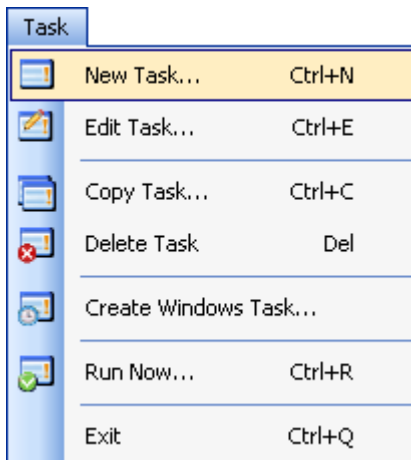 Task
New Task... Ctrl+N
Edit Task... Ctrl+E
Copy Task... Ctrl+C
Delete Task Del
Create Windows Task...
Run Now... Ctrl+R
Exit Ctrl+Q